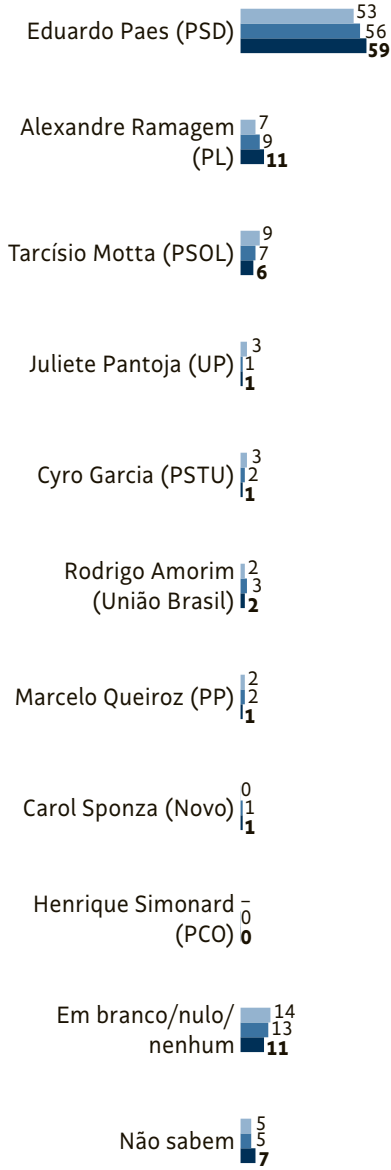 53
Eduardo Paes (PSD) 56
59
Alexandre Ramagem 7
9
(PL) 11
9
Tarcísio Motta (PSOL) 7
6
3
Juliete Pantoja (UP) 1
1
3
Cyro Garcia (PSTU) 2
1
Rodrigo Amorim 2
3
(União Brasil) 2
2
Marcelo Queiroz (PP) 2
1
0
Carol Sponza (Novo) 1
1
Henrique Simonard –
0
(PCO) 0
Em branco/nulo/ 14
13
nenhum 11
5
Não sabem 5
7